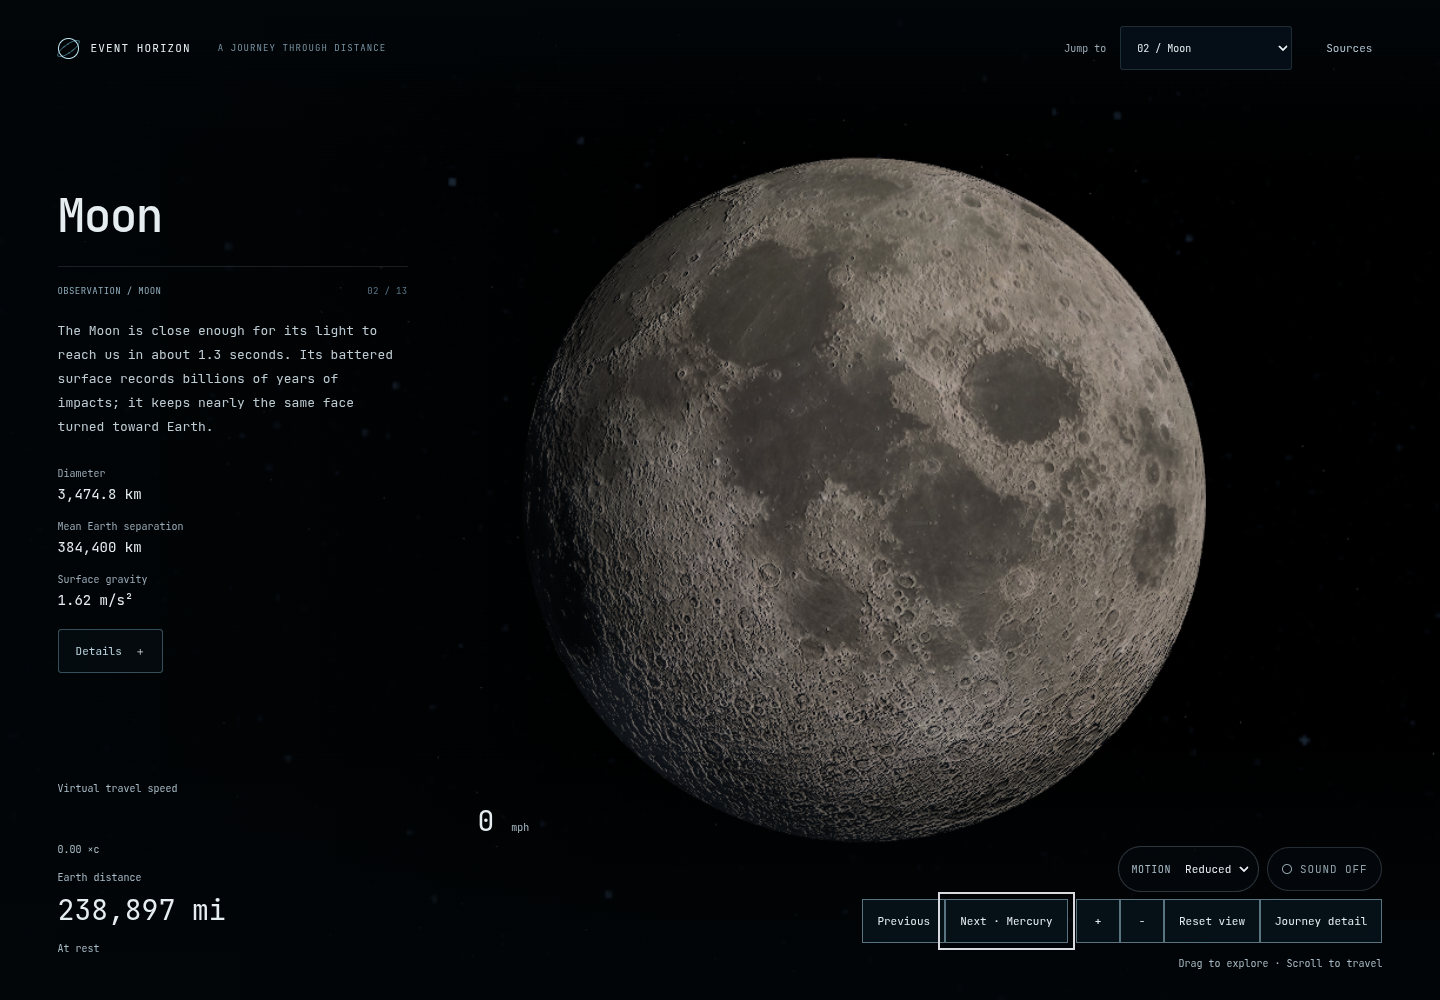 EVENT HORIZON
A JOURNEY THROUGH DISTANCE
Jump to
02 / Moon
Sources
Moon
OBSERVATION / MOON
02 / 13
The Moon is close enough for its light to
reach us in about 1.3 seconds. Its battered
surface records billions of years of
impacts; it keeps nearly the same face
turned toward Earth.
Diameter
3,474.8 km
Mean Earth separation
384,400 km
Surface gravity
1.62 m/s²
Details +
Virtual travel speed
0 mph
0.00 ×c
Earth distance
238,897 mi
At rest
MOTION Reduced
SOUND OFF
Previous
Next · Mercury
+
-
Reset view
Journey detail
Drag to explore · Scroll to travel